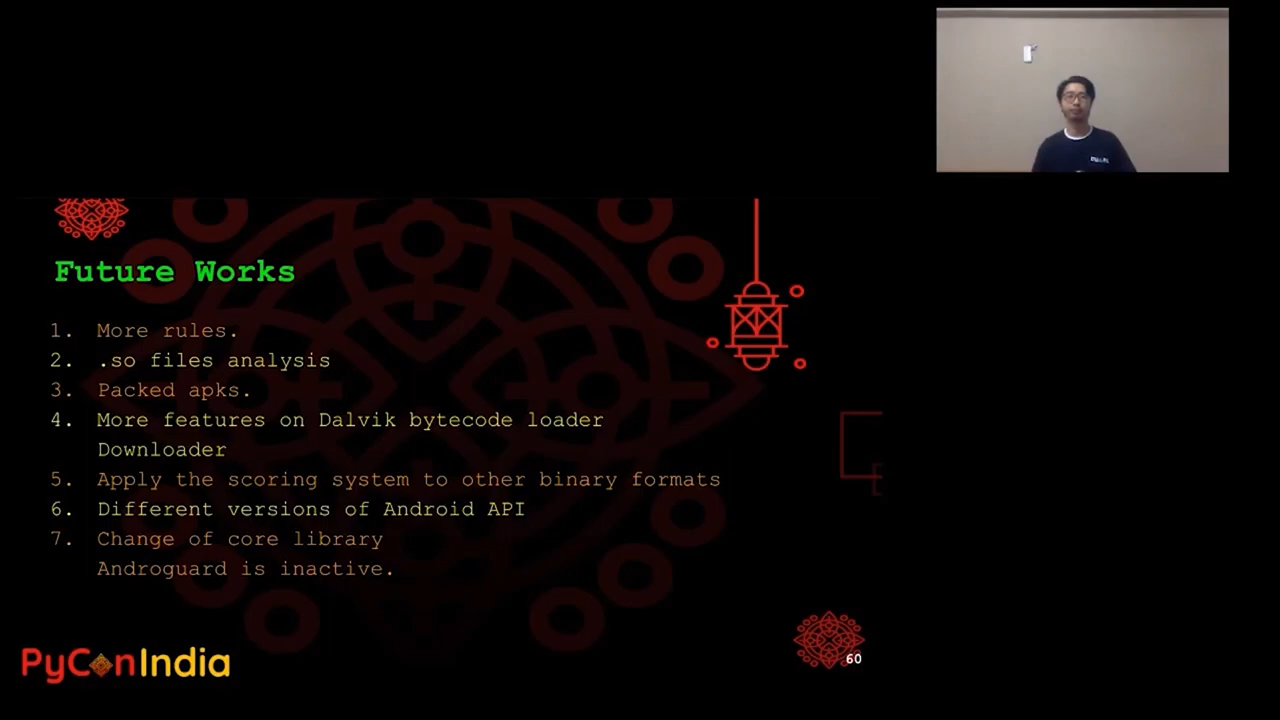 Future Works
1. More rules.
2. .so files analysis
3. Packed apks.
4. More features on Dalvik bytecode loader
Downloader
5. Apply the scoring system to other binary formats
6. Different versions of Android API
7. Change of core library
Androguard is inactive.
PyConIndia
60